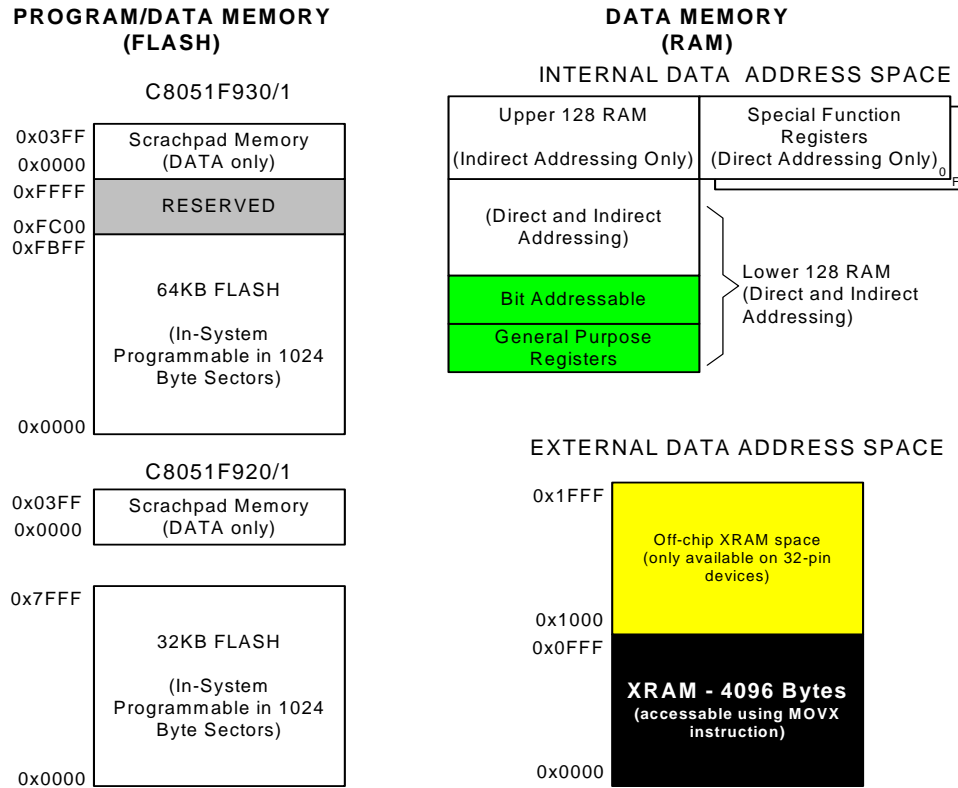 PROGRAM/DATA MEMORY
(FLASH)
C8051F930/1
0x03FF
Scrachpad Memory
(DATA only)
0x0000
0xFFFF
RESERVED
0xFC00
0xFBFF
64KB FLASH
(In-System
Programmable in 1024
Byte Sectors)
0x0000
C8051F920/1
0x03FF
Scrachpad Memory
(DATA only)
0x0000
0x7FFF
32KB FLASH
(In-System
Programmable in 1024
Byte Sectors)
0x0000
DATA MEMORY
(RAM)
INTERNAL DATA ADDRESS SPACE
Upper 128 RAM
(Indirect Addressing Only)
Special Function
Registers
(Direct Addressing Only)
0
F
(Direct and Indirect
Addressing)
Bit Addressable
General Purpose
Registers
Lower 128 RAM
(Direct and Indirect
Addressing)
EXTERNAL DATA ADDRESS SPACE
0x1FFF
Off-chip XRAM space
(only available on 32-pin
devices)
0x1000
0x0FFF
XRAM - 4096 Bytes
(accessable using MOVX
instruction)
0x0000